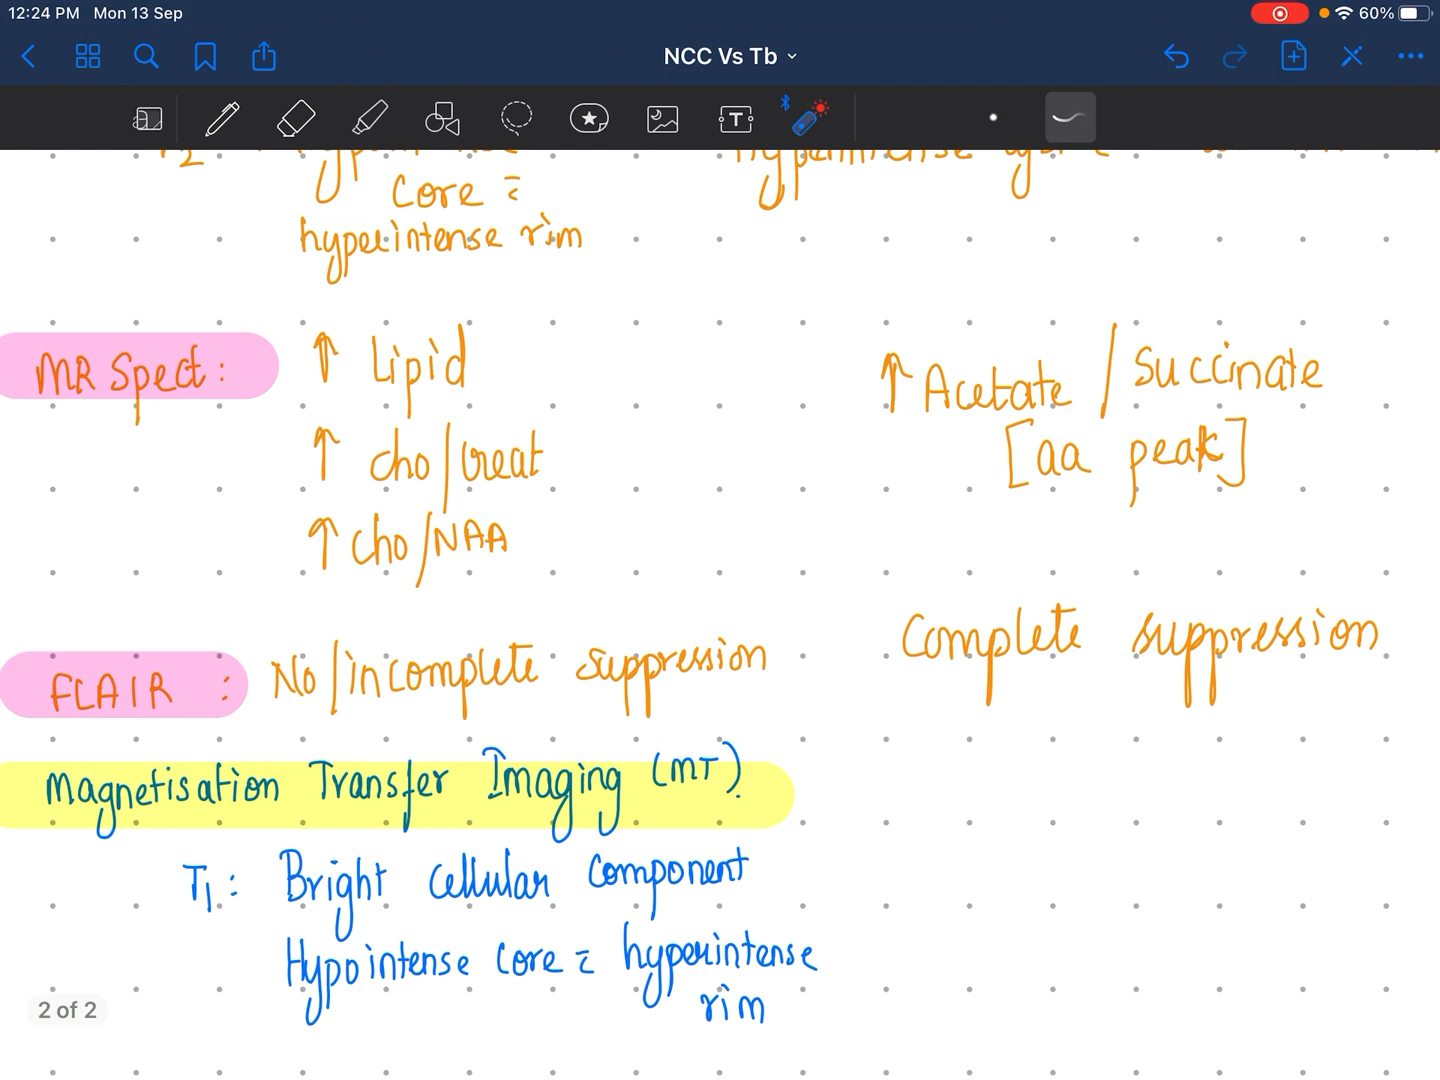 12:24 PM Mon 13 Sep
60%
NCC Vs Tb
T2
core =
hyperintense rim
hyperintense
MR Spect: ↑ Lipid
↑ Acetate / Succinate
[aa peak]
↑ cho/creat
↑ cho/NAA
FLAIR : No/incomplete suppression
Complete suppression
Magnetisation Transfer Imaging (MT).
T1: Bright cellular component
Hypointense core = hyperintense
rim
2 of 2